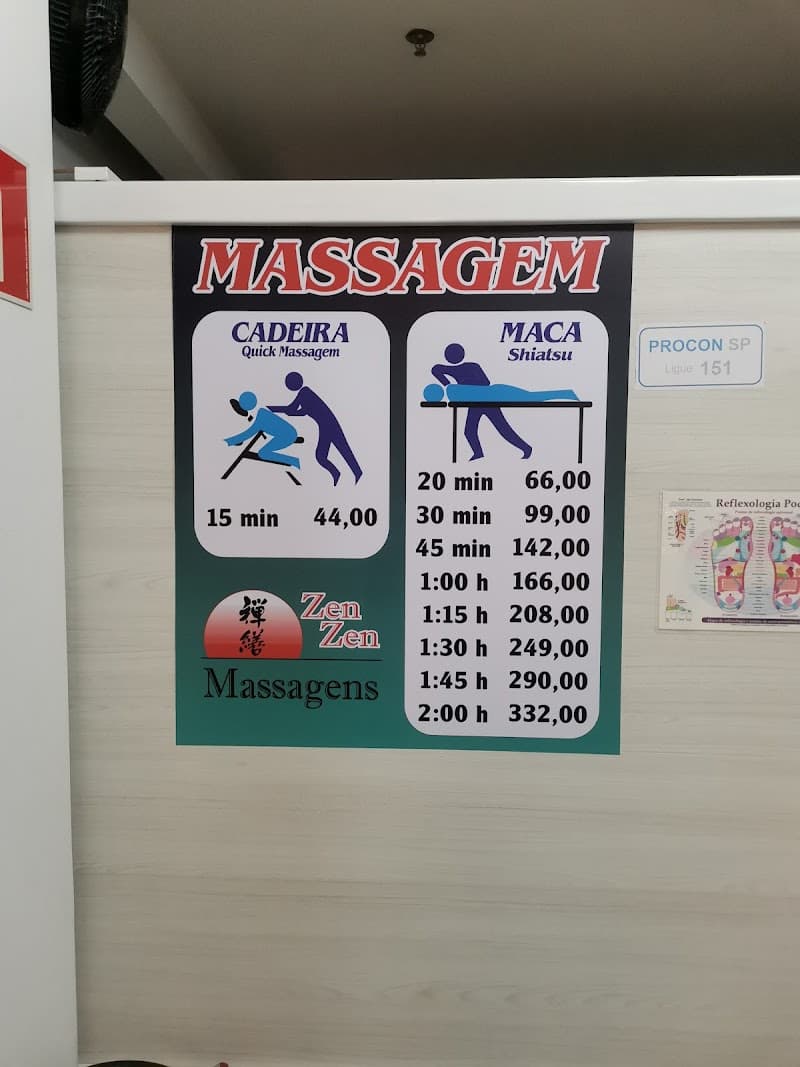 MASSAGEM
CADEIRA
Quick Massagem
15 min 44,00
MACA
Shiatsu
20 min 66,00
30 min 99,00
45 min 142,00
1:00 h 166,00
1:15 h 208,00
1:30 h 249,00
1:45 h 290,00
2:00 h 332,00
禅
繕
Zen
Zen
Massagens
PROCON SP
Ligue 151
Reflexologia